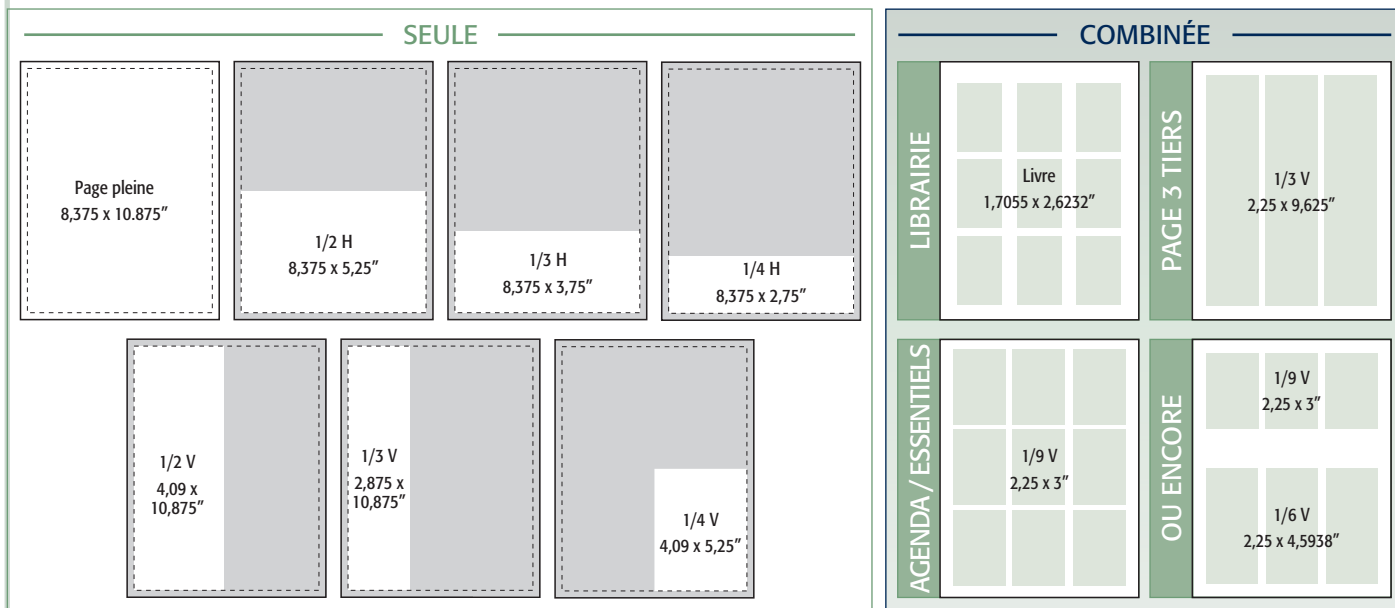 SEULE
Page pleine
8,375 x 10.875″
1/2 H
8,375 x 5,25″
1/3 H
8,375 x 3,75″
1/4 H
8,375 x 2,75″
1/2 V
4,09 x
10,875″
1/3 V
2,875 x
10,875″
1/4 V
4,09 x 5,25″
COMBINÉE
LIBRAIRIE
Livre
1,7055 x 2,6232″
PAGE 3 TIERS
1/3 V
2,25 x 9,625″
AGENDA / ESSENTIELS
1/9 V
2,25 x 3″
OU ENCORE
1/9 V
2,25 x 3″
1/6 V
2,25 x 4,5938″